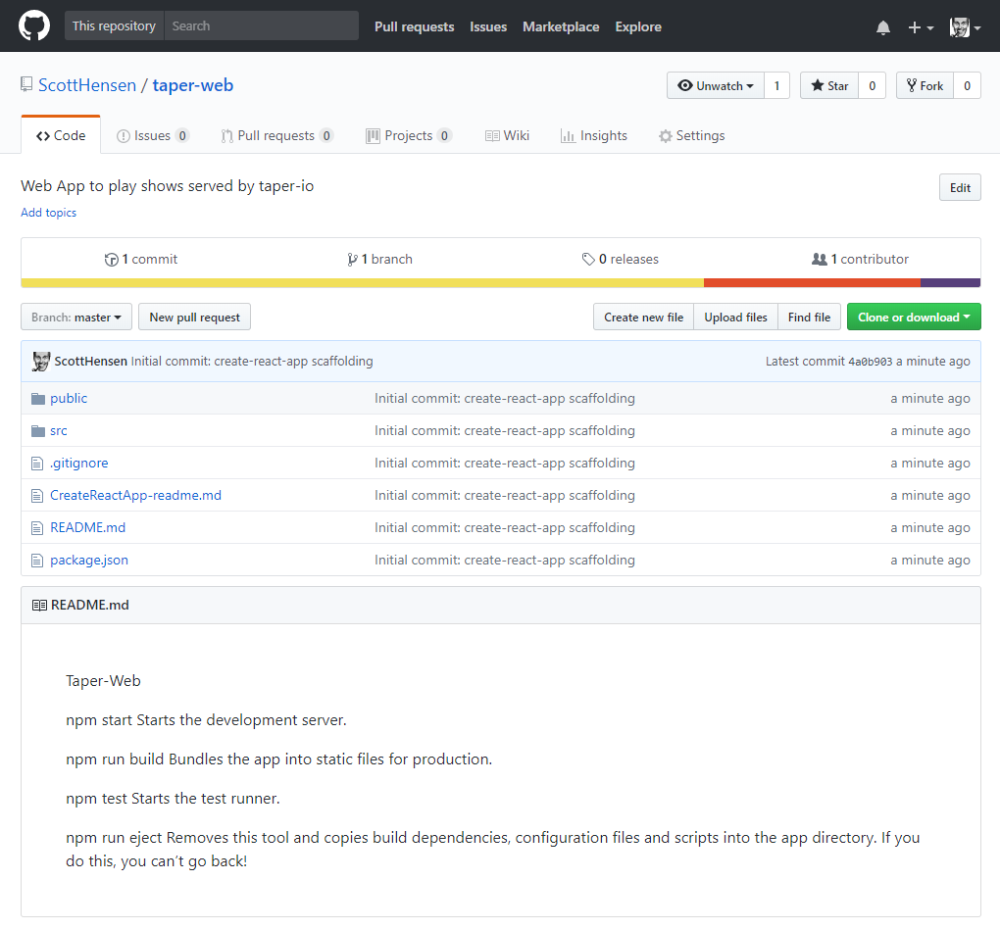 This repository Search Pull requests Issues Marketplace Explore
ScottHensen / taper-web Unwatch 1 Star 0 Fork 0
Code Issues 0 Pull requests 0 Projects 0 Wiki Insights Settings
Web App to play shows served by taper-io Edit
Add topics
1 commit 1 branch 0 releases 1 contributor
Branch: master New pull request Create new file Upload files Find file Clone or download
ScottHensen Initial commit: create-react-app scaffolding Latest commit 4a0b903 a minute ago
public Initial commit: create-react-app scaffolding a minute ago
src Initial commit: create-react-app scaffolding a minute ago
.gitignore Initial commit: create-react-app scaffolding a minute ago
CreateReactApp-readme.md Initial commit: create-react-app scaffolding a minute ago
README.md Initial commit: create-react-app scaffolding a minute ago
package.json Initial commit: create-react-app scaffolding a minute ago
README.md
Taper-Web
npm start Starts the development server.
npm run build Bundles the app into static files for production.
npm test Starts the test runner.
npm run eject Removes this tool and copies build dependencies, configuration files and scripts into the app directory. If you
do this, you can’t go back!